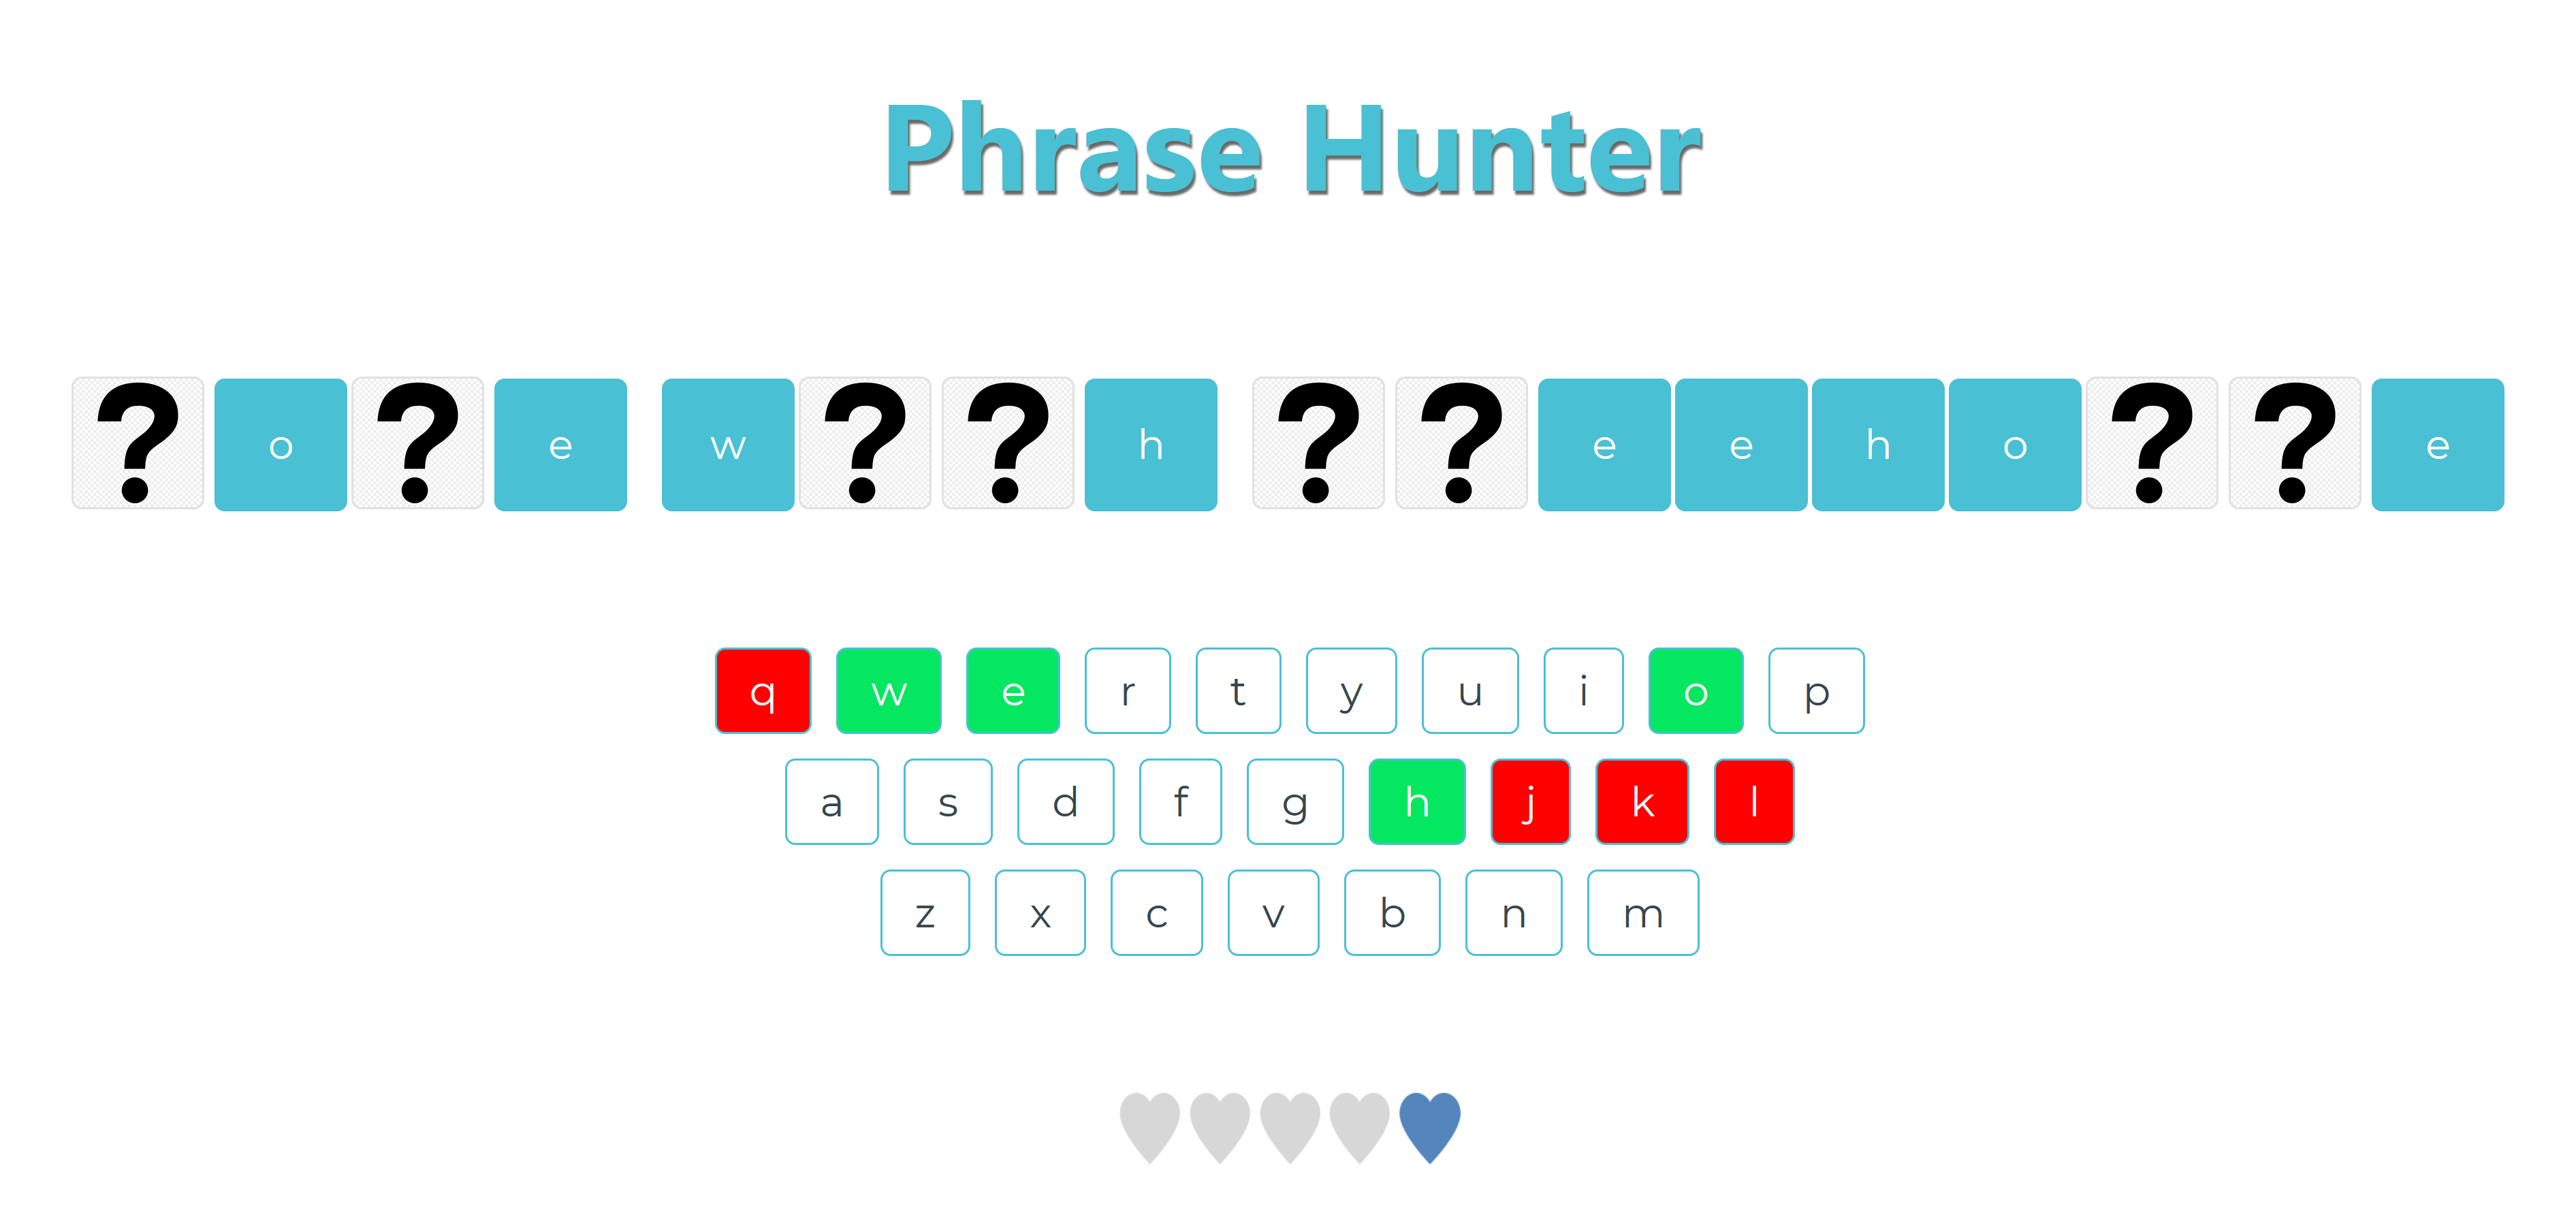 Phrase Hunter
? o ? e w ? ? h ? ? e e h o ? ? e
q w e r t y u i o p
a s d f g h j k l
z x c v b n m